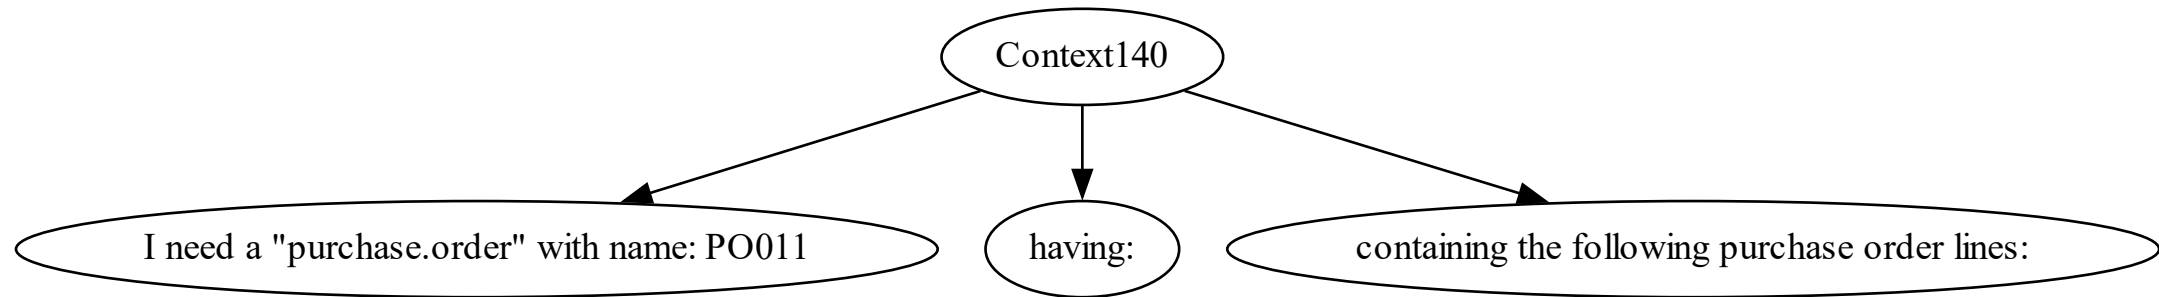 Context140
I need a "purchase.order" with name: PO011
having:
containing the following purchase order lines: